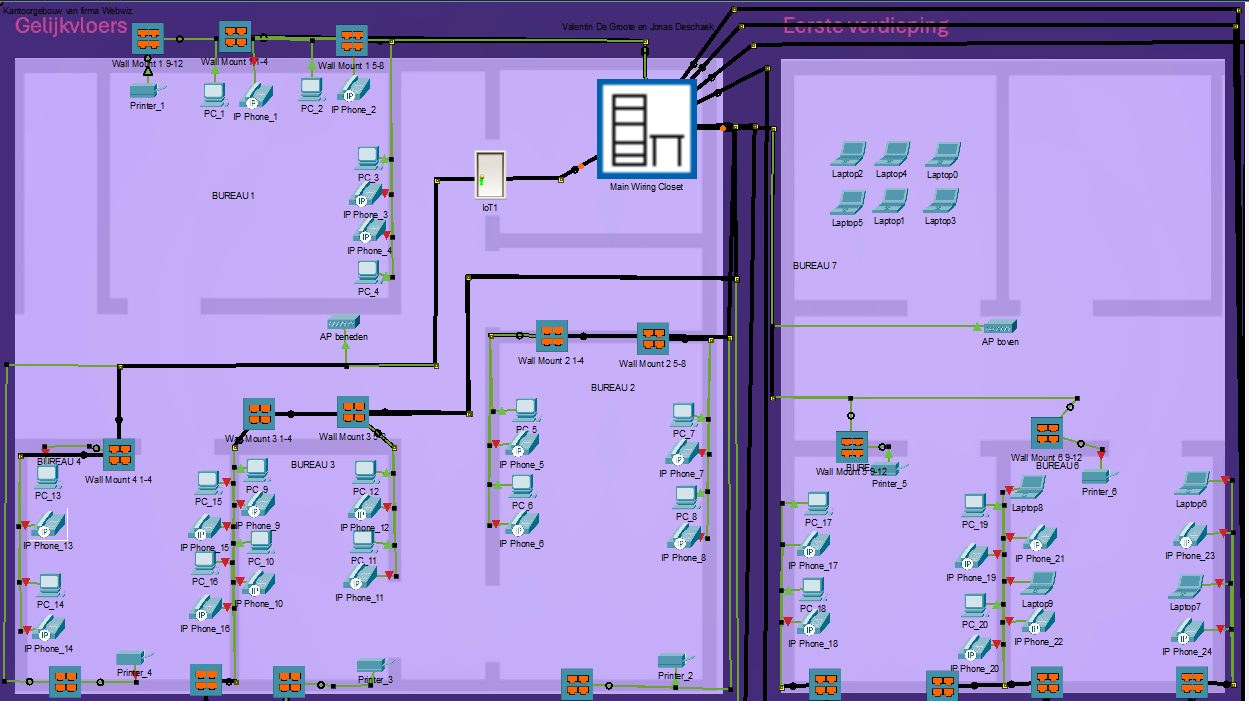 Kantoorgebouw van firma Webwiz
Gelijkvloers
Valentin De Groote en Jonas Deschaek
Eerste verdieping
Wall Mount 1 9-12
Wall Mount 1 1-4
Wall Mount 1 5-8
Printer_1
PC_1
IP Phone_1
PC_2
IP Phone_2
Main Wiring Closet
PC_3
BUREAU 1
IoT1
IP Phone_3
IP Phone_4
PC_4
Laptop2
Laptop4
Laptop0
Laptop5
Laptop1
Laptop3
BUREAU 7
AP beneden
AP boven
Wall Mount 2 1-4
Wall Mount 2 5-8
BUREAU 2
Wall Mount 3 1-4
Wall Mount 3 5
PC_5
PC_7
IP Phone_5
IP Phone_7
PC_6
PC_8
IP Phone_6
IP Phone_8
BUREAU 4
Wall Mount 4 1-4
BUREAU 3
PC_13
IP Phone_13
PC_14
IP Phone_14
PC_15
PC_9
PC_12
IP Phone_15
IP Phone_9
IP Phone_12
PC_16
PC_10
PC_11
IP Phone_16
IP Phone_10
IP Phone_11
Wall Mount 5 9-12
Printer_5
Wall Mount 6 9-12
BUREAU 6
Printer_6
PC_17
IP Phone_17
PC_18
IP Phone_18
PC_19
Laptop8
Laptop6
IP Phone_19
IP Phone_21
IP Phone_23
PC_20
Laptop9
Laptop7
IP Phone_20
IP Phone_22
IP Phone_24
Printer_4
Printer_3
Printer_2